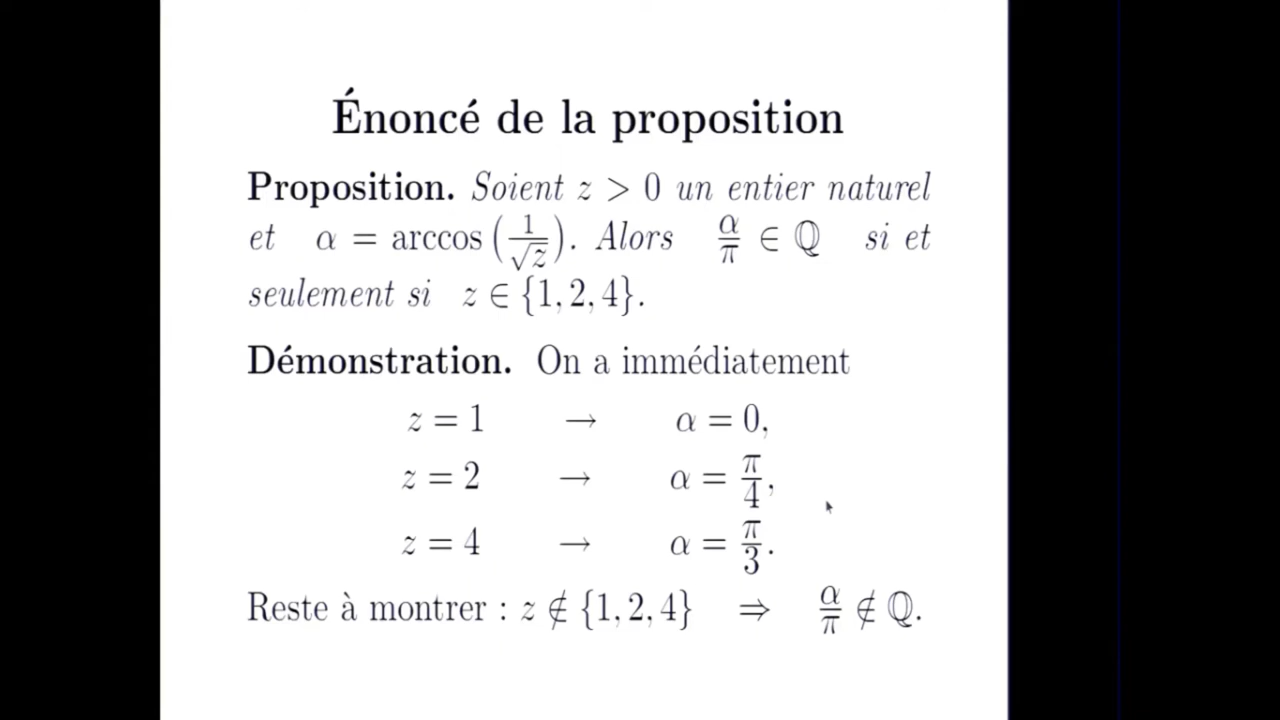 Énoncé de la proposition
Proposition. Soient z > 0 un entier naturel
et α = arccos(1/√z). Alors α/π ∈ ℚ si et
seulement si z ∈ {1, 2, 4}.
Démonstration. On a immédiatement
z = 1 → α = 0,
z = 2 → α = π/4,
z = 4 → α = π/3.
Reste à montrer : z ∉ {1, 2, 4} ⇒ α/π ∉ ℚ.